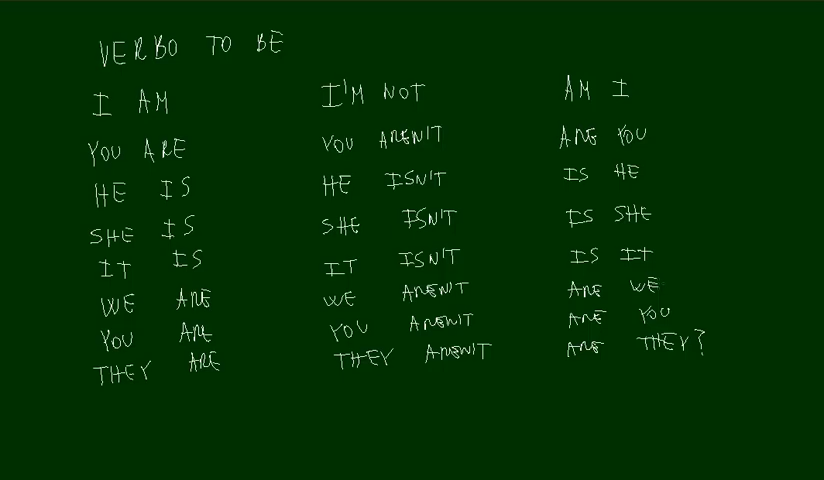 VERBO TO BE
I AM I'M NOT AM I
YOU ARE YOU AREN'T ARE YOU
HE IS HE ISN'T IS HE
SHE IS SHE ISN'T IS SHE
IT IS IT ISN'T IS IT
WE ARE WE AREN'T ARE WE
YOU ARE YOU AREN'T ARE YOU
THEY ARE THEY AREN'T ARE THEY?